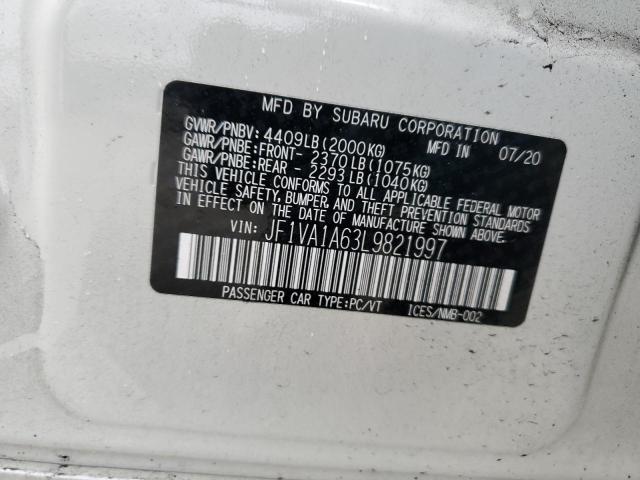 MFD BY SUBARU CORPORATION
GVWR/PNBV: 4409LB(2000KG) MFD IN 07/20
GAWR/PNBE:FRONT- 2370LB(1075KG)
GAWR/PNBE:REAR - 2293LB(1040KG)
THIS VEHICLE CONFORMS TO ALL APPLICABLE FEDERAL MOTOR
VEHICLE SAFETY, BUMPER, AND THEFT PREVENTION STANDARDS
IN EFFECT ON THE DATE OF MANUFACTURE SHOWN ABOVE.
VIN: JF1VA1A63L9821997
PASSENGER CAR TYPE:PC/VT ICES/NMB-002